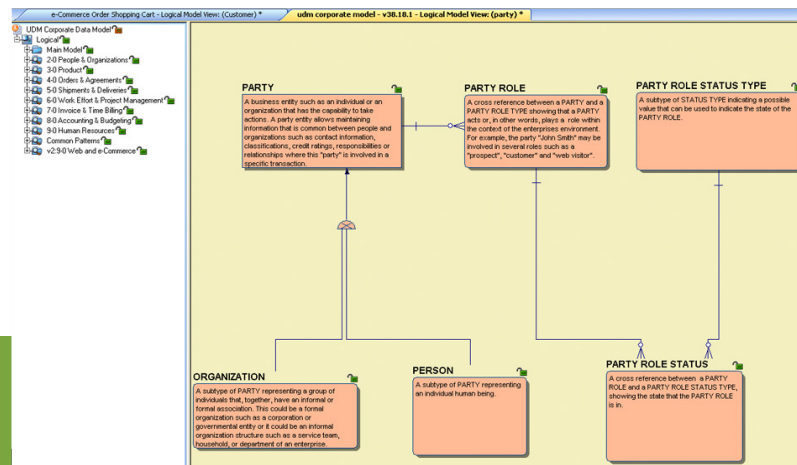 e-Commerce Order Shopping Cart - Logical Model View: (Customer) *
udm corporate model - v38.18.1 - Logical Model View: (party) *
UDM Corporate Data Model
Logical
Main Model
2-0 People & Organizations
3-0 Product
4-0 Orders & Agreements
5-0 Shipments & Deliveries
6-0 Work Effort & Project Management
7-0 Invoice & Time Billing
8-0 Accounting & Budgeting
9-0 Human Resources
Common Patterns
v2:9-0 Web and e-Commerce
PARTY
A business entity such as an individual or an
organization that has the capability to take
actions. A party entity allows maintaining
information that is common between people and
organizations such as contact information,
classifications, credit ratings, responsibilities or
relationships where this "party" is involved in a
specific transaction.
PARTY ROLE
A cross reference between a PARTY and a
PARTY ROLE TYPE showing that a PARTY
acts or, in other words, plays a role within
the context of the enterprises environment.
For example, the party "John Smith" may be
involved in several roles such as a
"prospect", "customer" and "web visitor".
PARTY ROLE STATUS TYPE
A subtype of STATUS TYPE indicating a possible
value that can be used to indicate the state of the
PARTY ROLE.
ORGANIZATION
A subtype of PARTY representing a group of
individuals that, together, have an informal or
formal association. This could be a formal
organization such as a corporation or
governmental entity or it could be an informal
organization structure such as a service team,
household, or department of an enterprise.
PERSON
A subtype of PARTY representing
an individual human being.
PARTY ROLE STATUS
A cross reference between a PARTY
ROLE and a PARTY ROLE STATUS TYPE,
showing the state that the PARTY ROLE
is in.